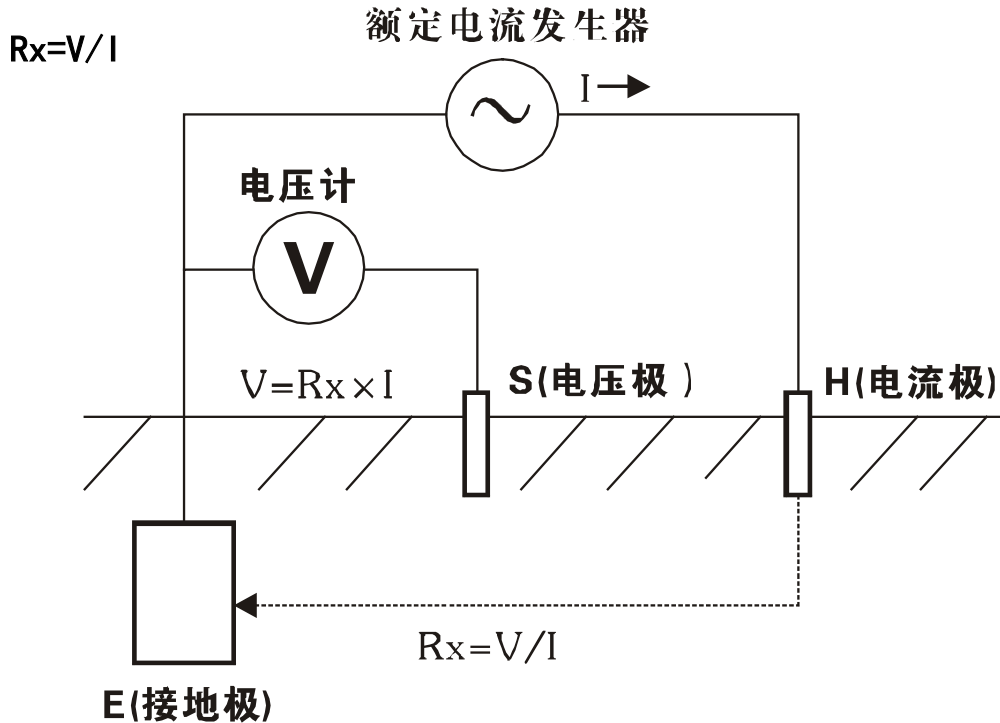 额定电流发生器
Rx=V/I
I
电压计
V
V=Rx×I
S(电压极)
H(电流极)
Rx=V/I
E(接地极)